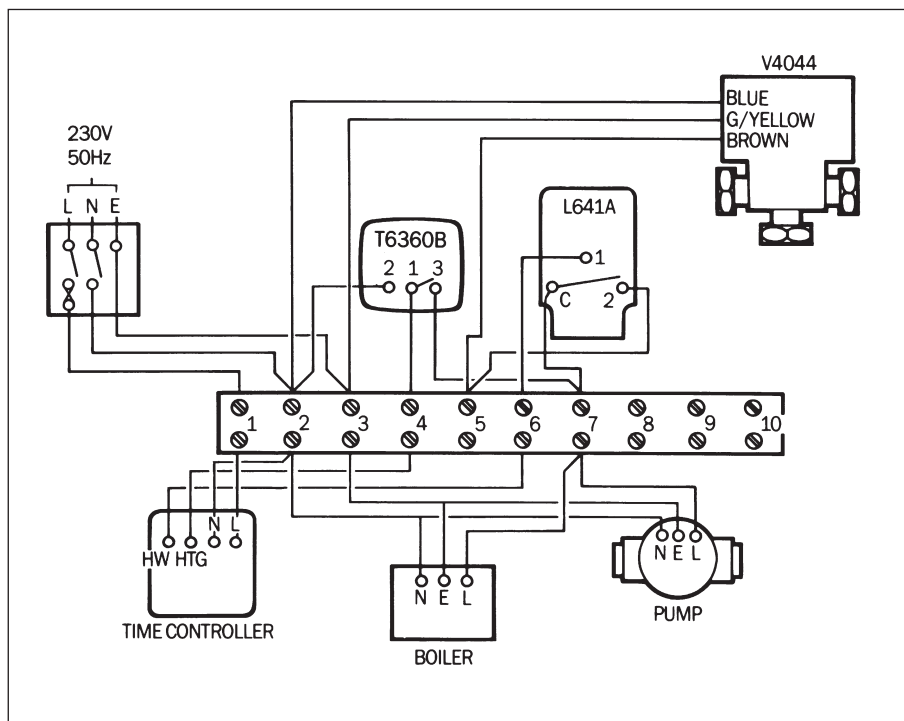 V4044
BLUE
G/YELLOW
BROWN
230V
50Hz
L N E
T6360B
2 1 3
L641A
1
C 2
1 2 3 4 5 6 7 8 9 10
N L
HW HTG
TIME CONTROLLER
N E L
BOILER
N E L
PUMP